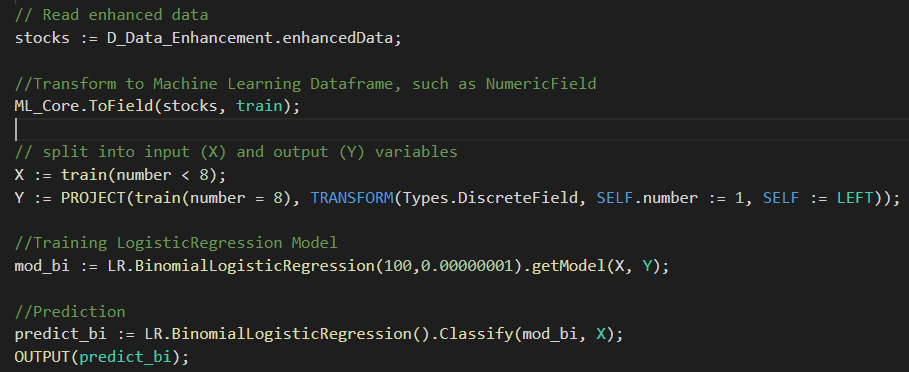 // Read enhanced data
stocks := D_Data_Enhancement.enhancedData;
//Transform to Machine Learning Dataframe, such as NumericField
ML_Core.ToField(stocks, train);
// split into input (X) and output (Y) variables
X := train(number < 8);
Y := PROJECT(train(number = 8), TRANSFORM(Types.DiscreteField, SELF.number := 1, SELF := LEFT));
//Training LogisticRegression Model
mod_bi := LR.BinomialLogisticRegression(100,0.00000001).getModel(X, Y);
//Prediction
predict_bi := LR.BinomialLogisticRegression().Classify(mod_bi, X);
OUTPUT(predict_bi);